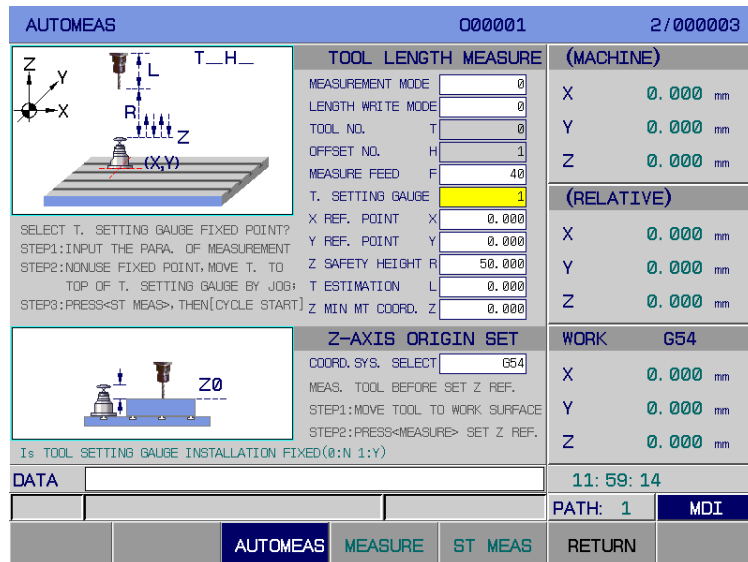 AUTOMEAS O00001 2/000003
T__H__
Z
Y
X
L
R
Z
(X,Y)
TOOL LENGTH MEASURE
MEASUREMENT MODE 0
LENGTH WRITE MODE 0
TOOL NO. T 0
OFFSET NO. H 1
MEASURE FEED F 40
T. SETTING GAUGE 1
X REF. POINT X 0.000
Y REF. POINT Y 0.000
Z SAFETY HEIGHT R 50.000
T ESTIMATION L 0.000
Z MIN MT COORD. Z 0.000
SELECT T. SETTING GAUGE FIXED POINT?
STEP1:INPUT THE PARA. OF MEASUREMENT
STEP2:NONUSE FIXED POINT,MOVE T. TO
TOP OF T. SETTING GAUGE BY JOG;
STEP3:PRESS<ST MEAS>,THEN[CYCLE START]
(MACHINE)
X 0.000 mm
Y 0.000 mm
Z 0.000 mm
(RELATIVE)
X 0.000 mm
Y 0.000 mm
Z 0.000 mm
Z0
Z-AXIS ORIGIN SET
COORD.SYS. SELECT G54
MEAS. TOOL BEFORE SET Z REF.
STEP1:MOVE TOOL TO WORK SURFACE
STEP2:PRESS<MEASURE> SET Z REF.
Is TOOL SETTING GAUGE INSTALLATION FIXED(0:N 1:Y)
WORK G54
X 0.000 mm
Y 0.000 mm
Z 0.000 mm
DATA
11:59:14
PATH: 1 MDI
AUTOMEAS MEASURE ST MEAS RETURN